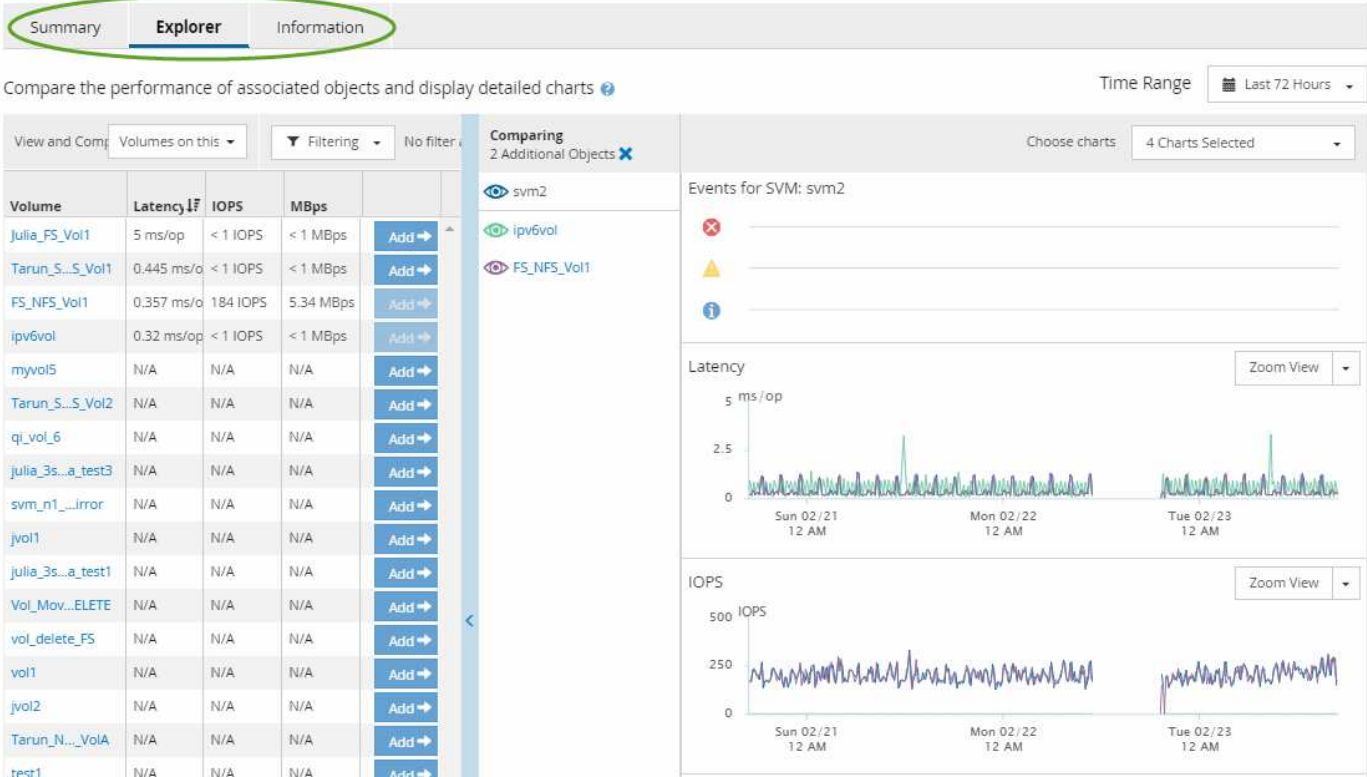 Summary Explorer Information
Compare the performance of associated objects and display detailed charts ?
Time Range Last 72 Hours
View and Comp Volumes on this Filtering No filter
Volume Latency IOPS MBps
Julia_FS_Vol1 5 ms/op < 1 IOPS < 1 MBps Add
Tarun_S...S_Vol1 0.445 ms/o < 1 IOPS < 1 MBps Add
FS_NFS_Vol1 0.357 ms/o 184 IOPS 5.34 MBps Add
ipv6vol 0.32 ms/op < 1 IOPS < 1 MBps Add
myvol5 N/A N/A N/A Add
Tarun_S...S_Vol2 N/A N/A N/A Add
qi_vol_6 N/A N/A N/A Add
julia_3s...a_test3 N/A N/A N/A Add
svm_n1_...irror N/A N/A N/A Add
jvol1 N/A N/A N/A Add
julia_3s...a_test1 N/A N/A N/A Add
Vol_Mov...ELETE N/A N/A N/A Add
vol_delete_FS N/A N/A N/A Add
vol1 N/A N/A N/A Add
jvol2 N/A N/A N/A Add
Tarun_N..._VolA N/A N/A N/A Add
test1 N/A N/A N/A Add
Comparing
2 Additional Objects
svm2
ipv6vol
FS_NFS_Vol1
Choose charts 4 Charts Selected
Events for SVM: svm2
Latency Zoom View
5 ms/op
2.5
0
Sun 02/21 Mon 02/22 Tue 02/23
12 AM 12 AM 12 AM
IOPS Zoom View
500 IOPS
250
0
Sun 02/21 Mon 02/22 Tue 02/23
12 AM 12 AM 12 AM